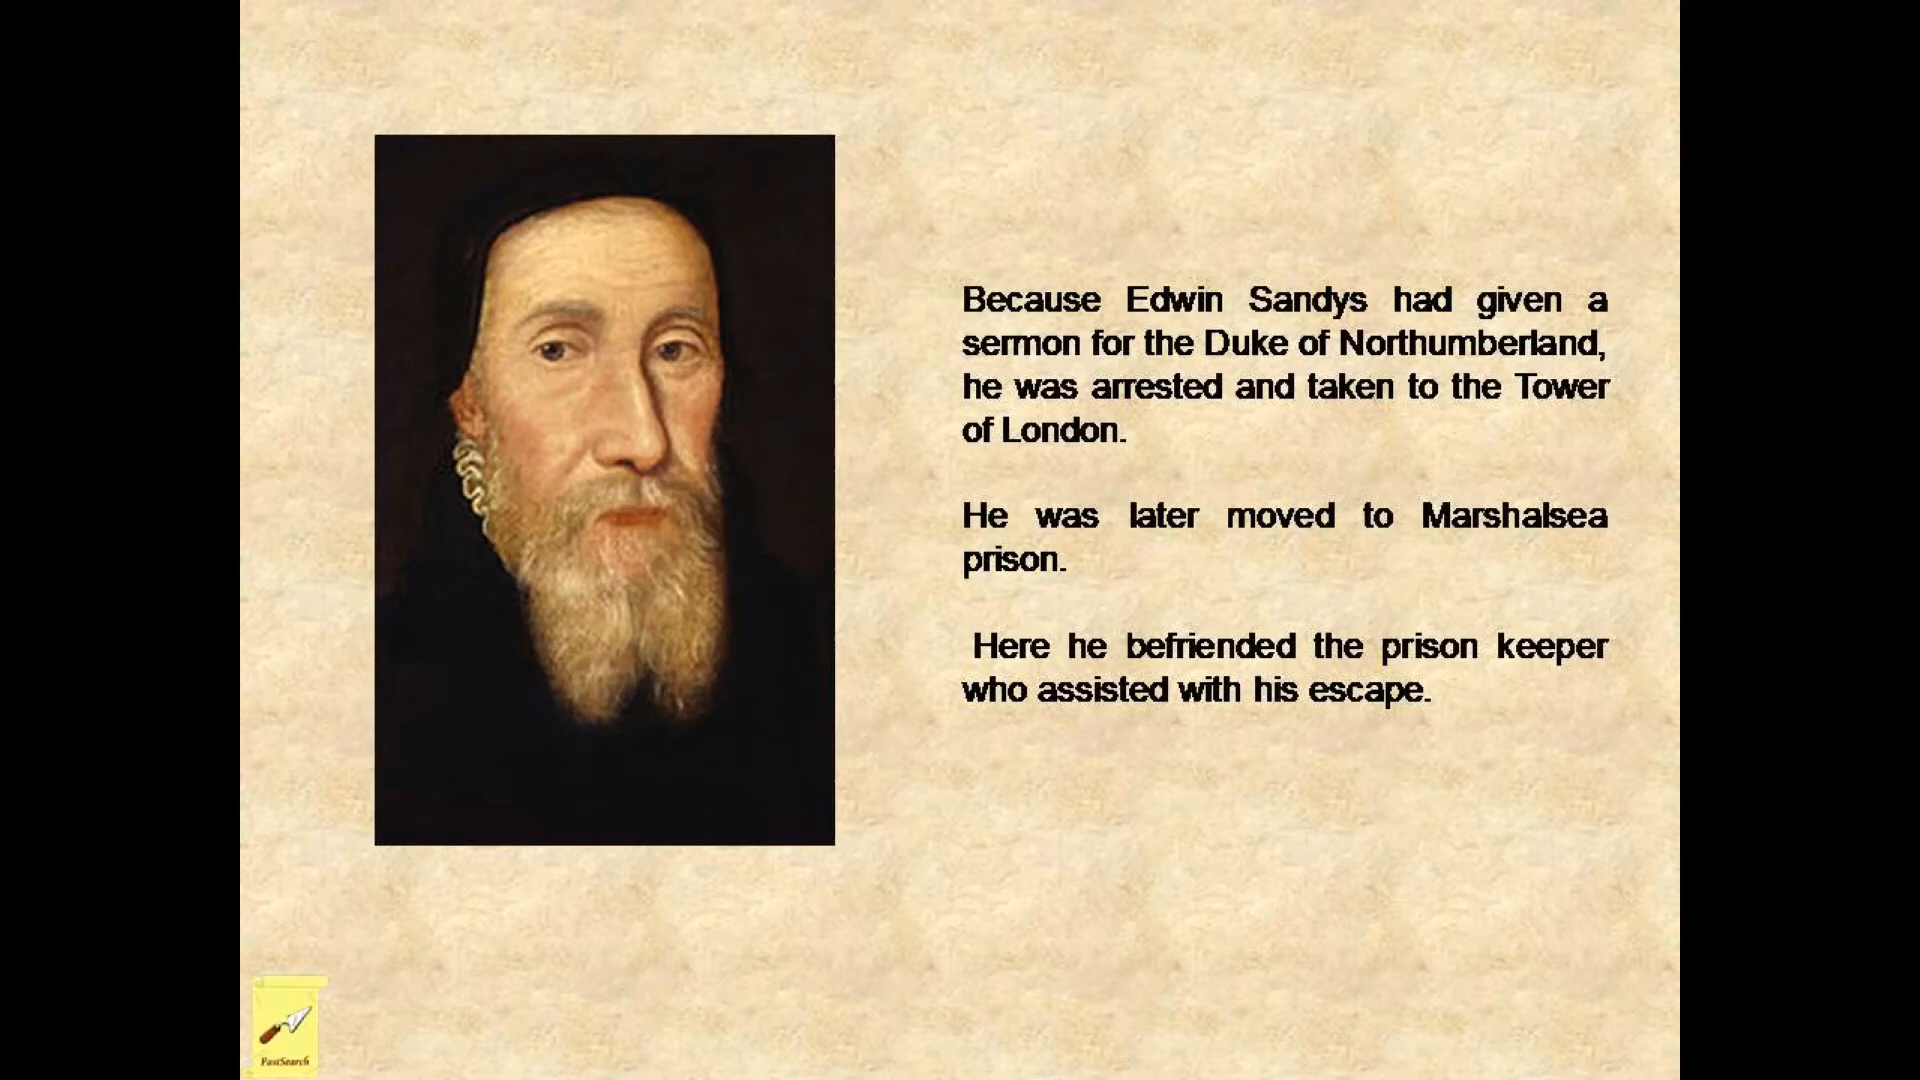 Because Edwin Sandys had given a
sermon for the Duke of Northumberland,
he was arrested and taken to the Tower
of London.
He was later moved to Marshalsea
prison.
Here he befriended the prison keeper
who assisted with his escape.
PastSearch